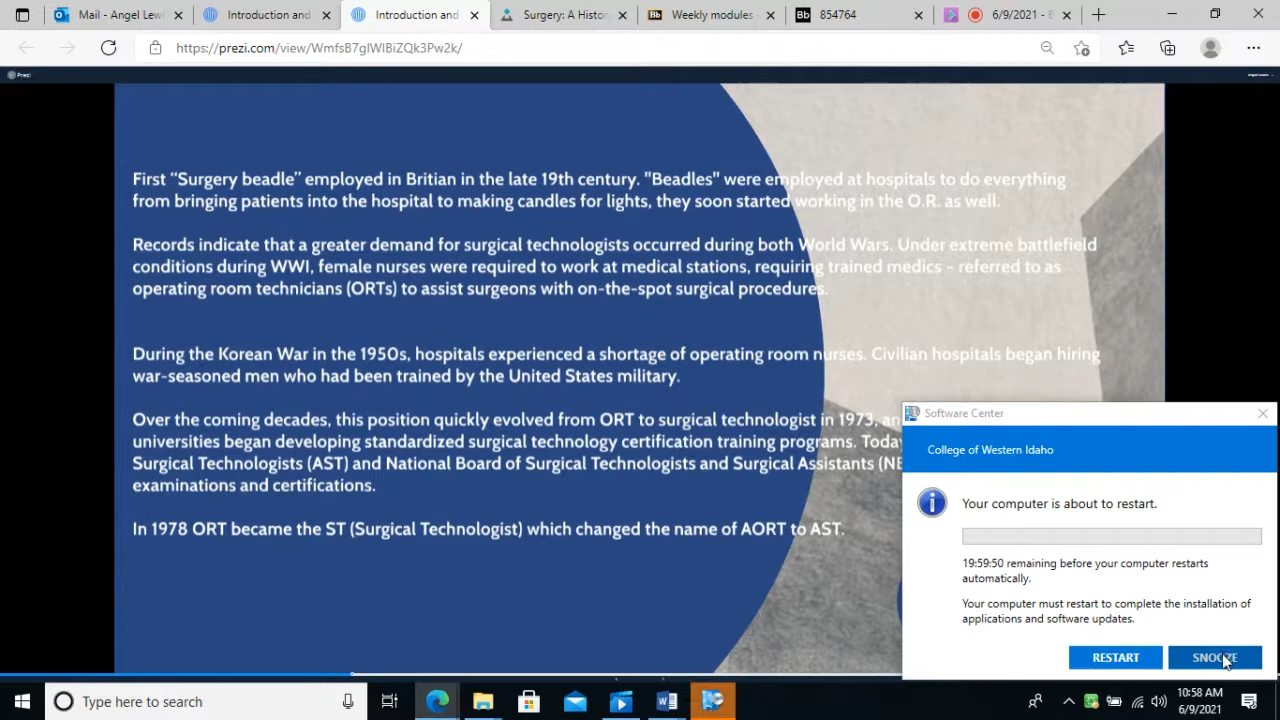 Mail - Angel Lewi
Introduction and
Introduction and
Surgery: A Histor
Bb
Weekly modules
Bb
854764
6/9/2021 -
https://prezi.com/view/WmfsB7gIWIBiZQk3Pw2k/
Prezi
First “Surgery beadle” employed in Britian in the late 19th century. "Beadles" were employed at hospitals to do everything
from bringing patients into the hospital to making candles for lights, they soon started working in the O.R. as well.
Records indicate that a greater demand for surgical technologists occurred during both World Wars. Under extreme battlefield
conditions during WWI, female nurses were required to work at medical stations, requiring trained medics - referred to as
operating room technicians (ORTs) to assist surgeons with on-the-spot surgical procedures.
During the Korean War in the 1950s, hospitals experienced a shortage of operating room nurses. Civilian hospitals began hiring
war-seasoned men who had been trained by the United States military.
Over the coming decades, this position quickly evolved from ORT to surgical technologist in 1973, an
universities began developing standardized surgical technology certification training programs. Today
Surgical Technologists (AST) and National Board of Surgical Technologists and Surgical Assistants (NB
examinations and certifications.
In 1978 ORT became the ST (Surgical Technologist) which changed the name of AORT to AST.
Software Center
College of Western Idaho
Your computer is about to restart.
19:59:50 remaining before your computer restarts
automatically.
Your computer must restart to complete the installation of
applications and software updates.
RESTART
SNOOZE
Type here to search
10:58 AM
6/9/2021